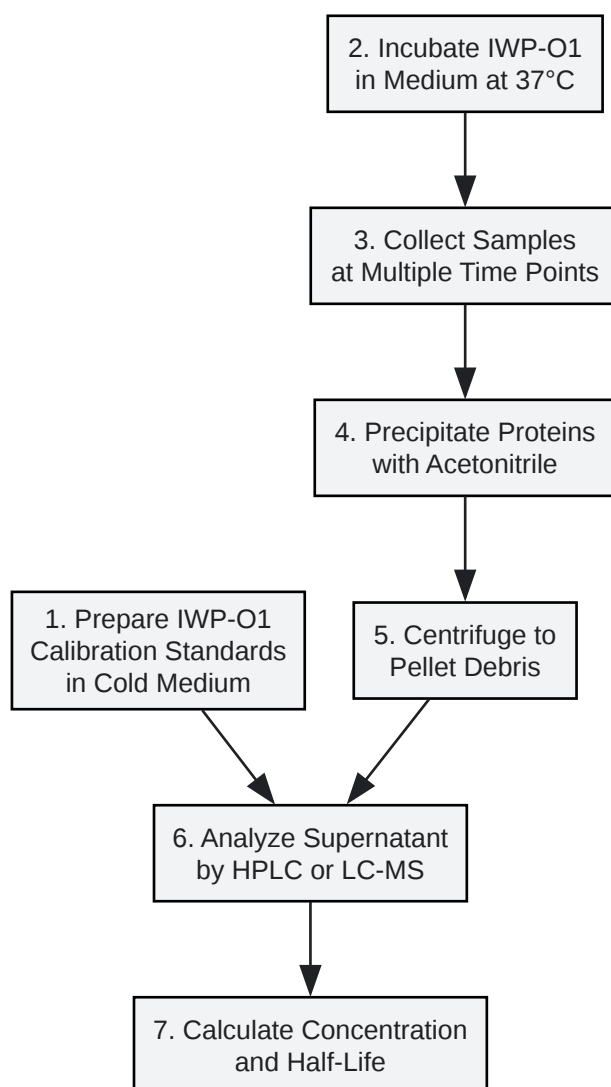 2. Incubate IWP-O1
in Medium at 37°C
3. Collect Samples
at Multiple Time Points
4. Precipitate Proteins
with Acetonitrile
1. Prepare IWP-O1
Calibration Standards
in Cold Medium
5. Centrifuge to
Pellet Debris
6. Analyze Supernatant
by HPLC or LC-MS
7. Calculate Concentration
and Half-Life